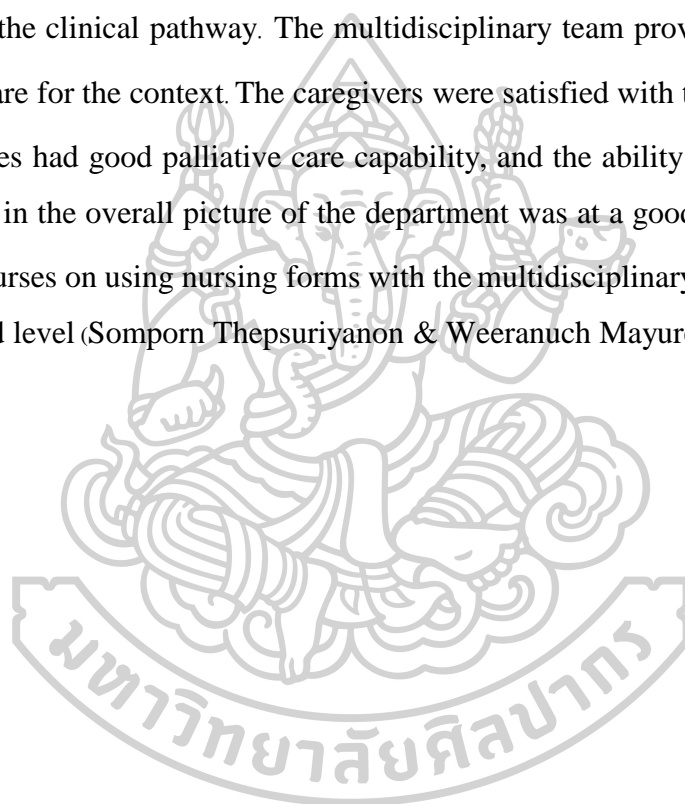 the clinical pathway. The multidisciplinary team prov
are for the context. The caregivers were satisfied with t
es had good palliative care capability, and the ability
in the overall picture of the department was at a good
urses on using nursing forms with the multidisciplinary
d level (Somporn Thepsuriyanon & Weeranuch Mayure
มหาวิทยาลัยศิลปากร